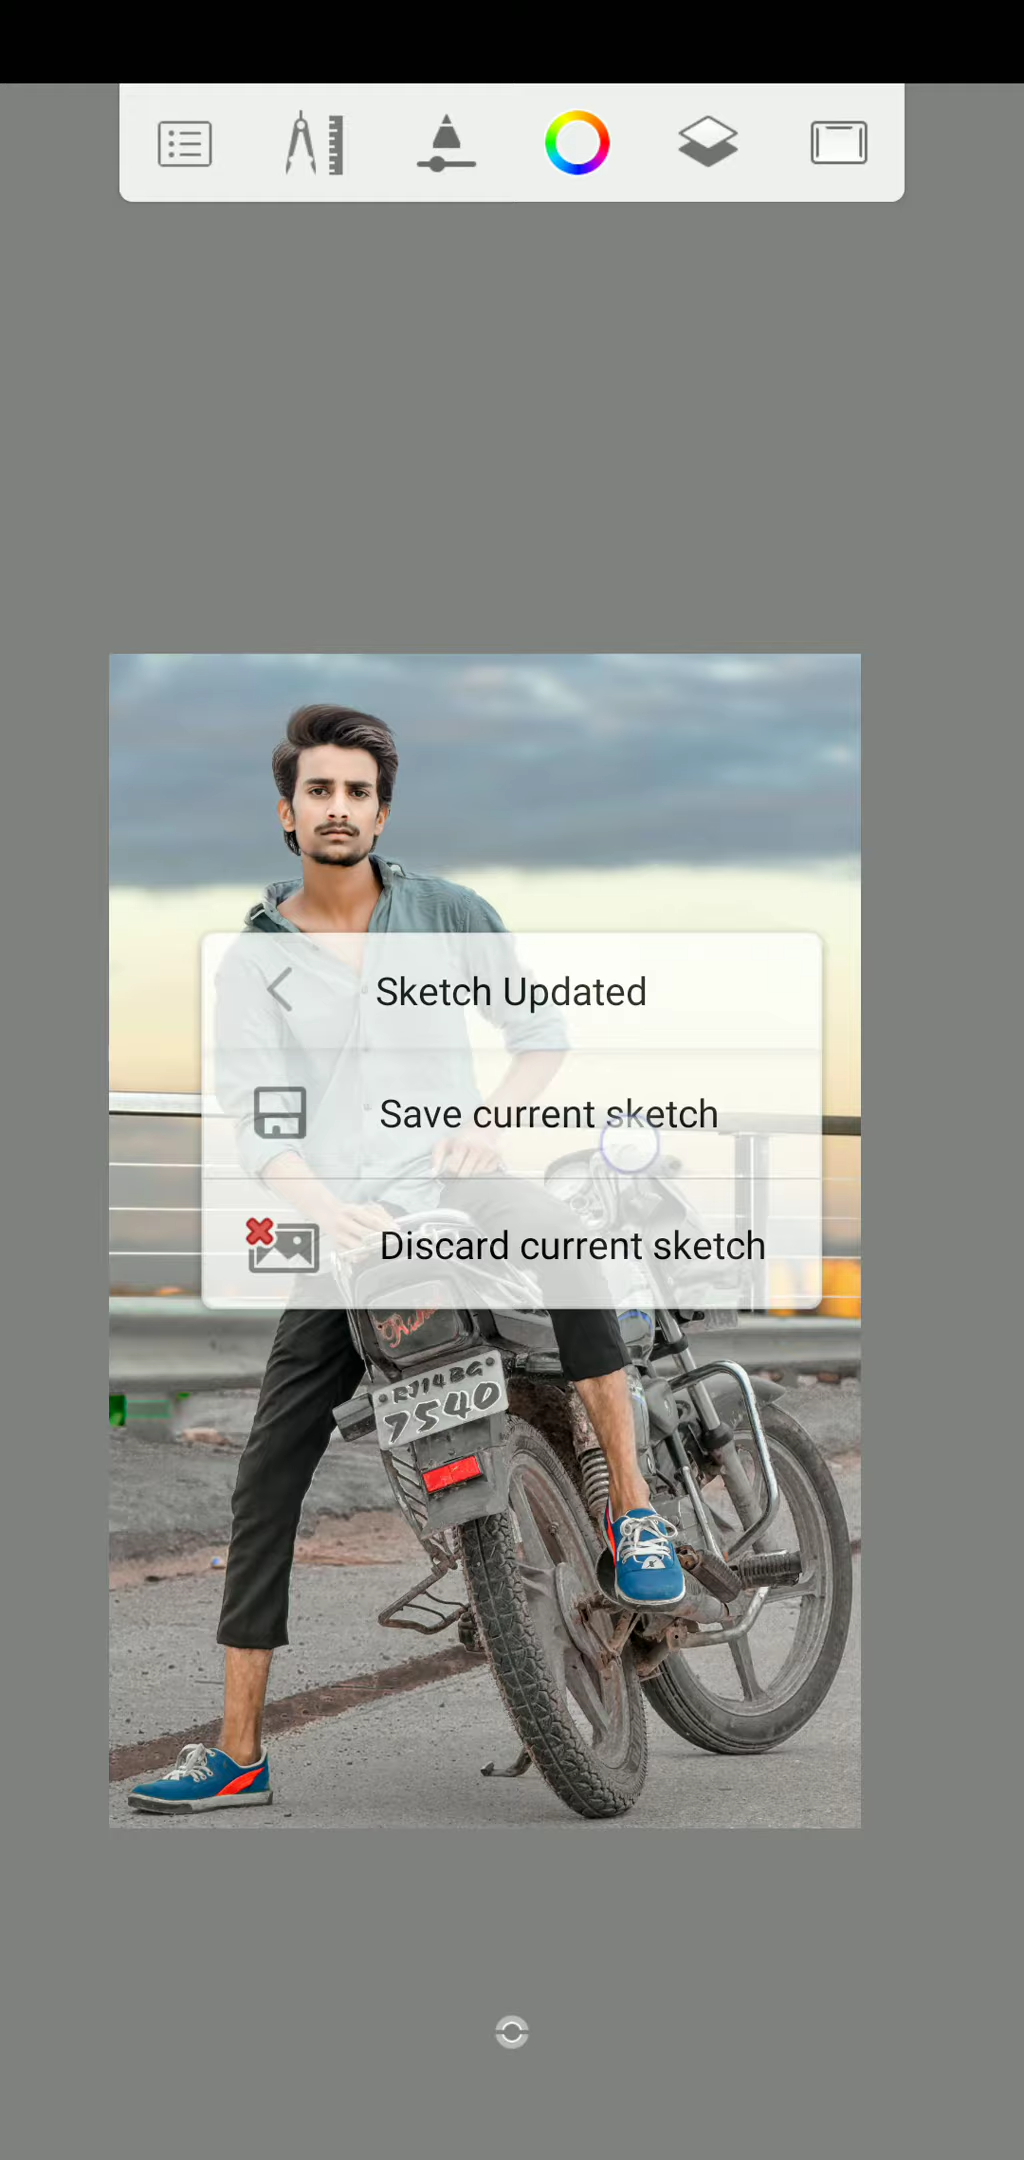 Sketch Updated
Save current sketch
Discard current sketch
RJ14BG
7540